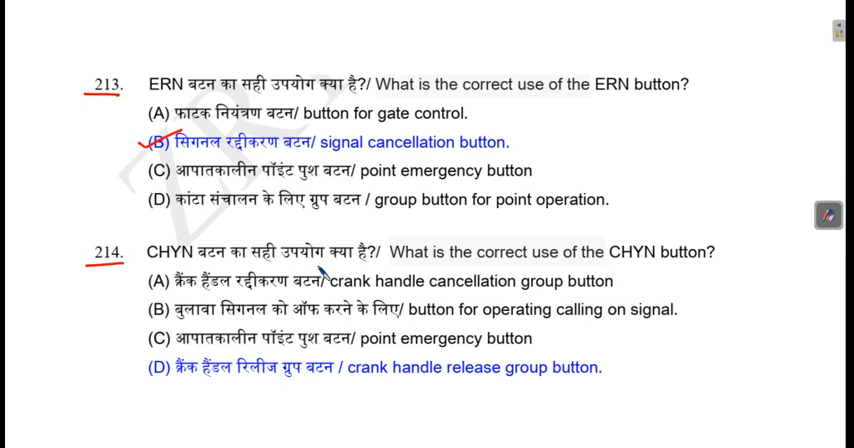 213. ERN बटन का सही उपयोग क्या है?/ What is the correct use of the ERN button?
(A) फाटक नियंत्रण बटन/ button for gate control.
(B) सिगनल रद्दीकरण बटन/ signal cancellation button.
(C) आपातकालीन पॉइंट पुश बटन/ point emergency button
(D) कांटा संचालन के लिए ग्रुप बटन / group button for point operation.
214. CHYN बटन का सही उपयोग क्या है?/ What is the correct use of the CHYN button?
(A) क्रैंक हैंडल रद्दीकरण बटन/ crank handle cancellation group button
(B) बुलावा सिगनल को ऑफ करने के लिए/ button for operating calling on signal.
(C) आपातकालीन पॉइंट पुश बटन/ point emergency button
(D) क्रैंक हैंडल रिलीज ग्रुप बटन / crank handle release group button.